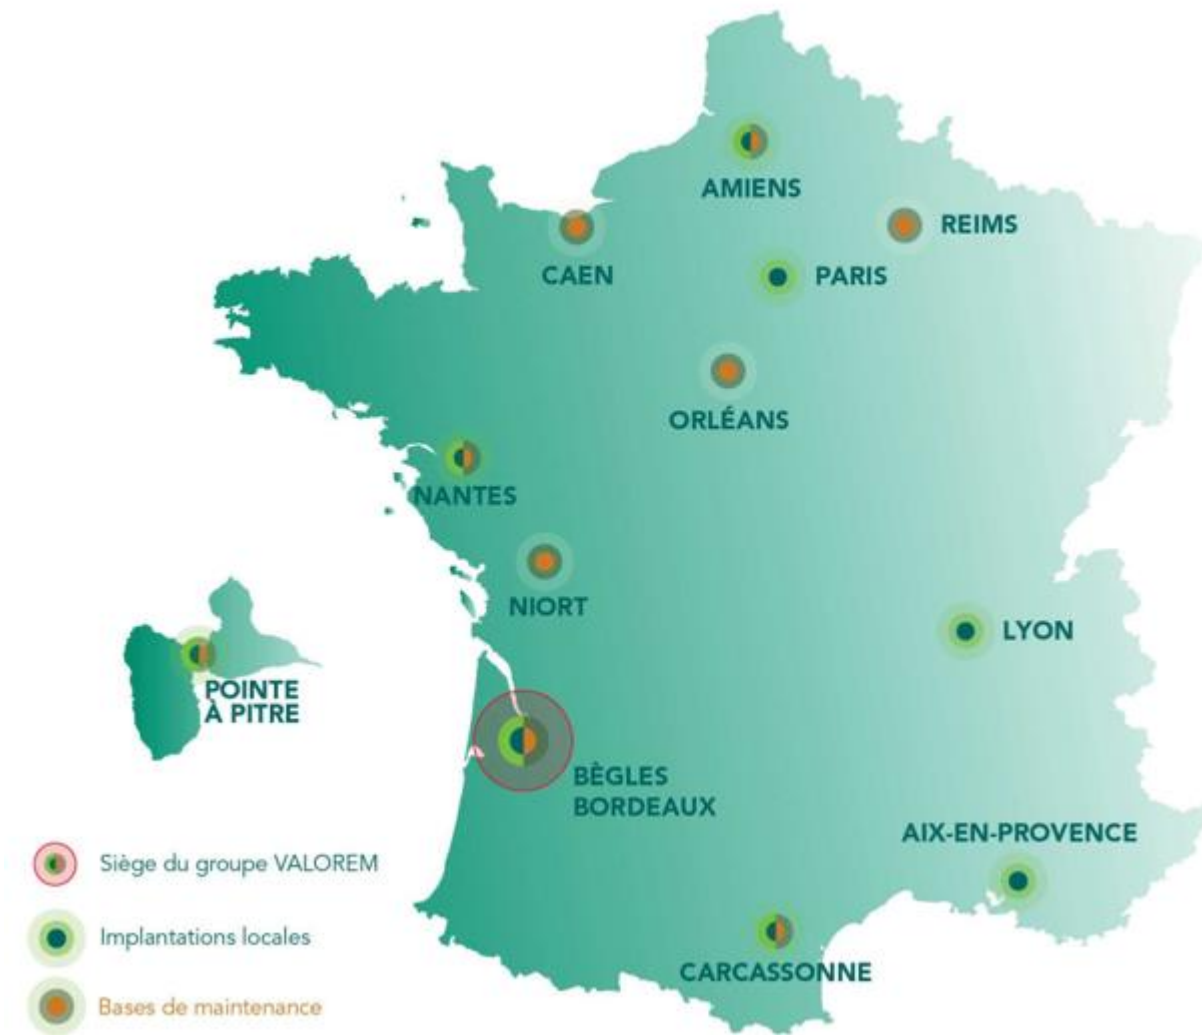 AMIENS
REIMS
CAEN
PARIS
ORLÉANS
NANTES
NIORT
LYON
POINTE
À PITRE
BÈGLES
BORDEAUX
AIX-EN-PROVENCE
Siège du groupe VALOREM
Implantations locales
CARCASSONNE
Bases de maintenance